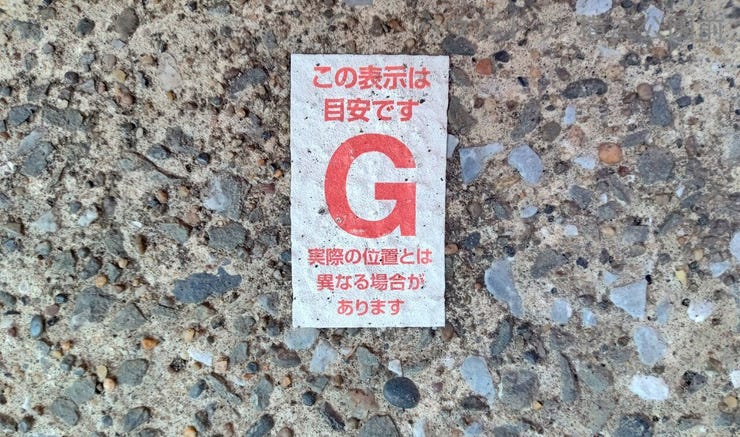 この表示は
目安です
G
実際の位置とは
異なる場合が
あります